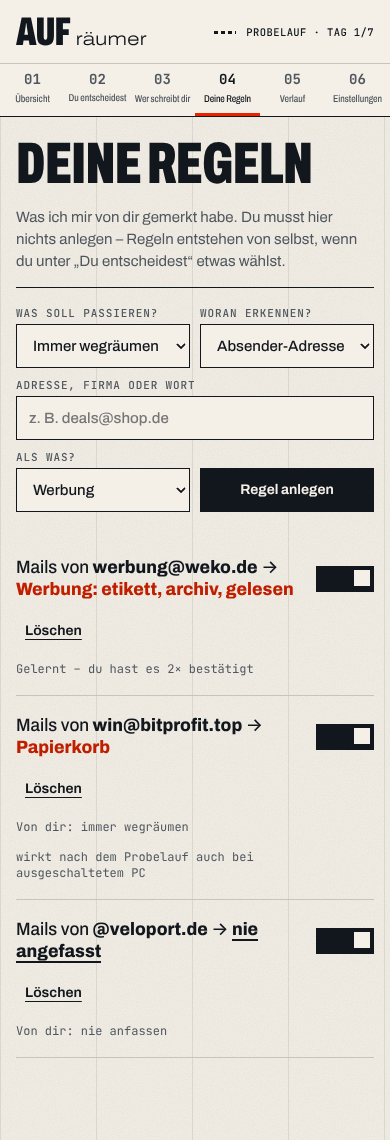 AUF räumer
PROBELAUF · TAG 1/7
01 02 03 04 05 06
Übersicht Du entscheidest Wer schreibt dir Deine Regeln Verlauf Einstellungen
DEINE REGELN
Was ich mir von dir gemerkt habe. Du musst hier
nichts anlegen – Regeln entstehen von selbst, wenn
du unter „Du entscheidest“ etwas wählst.
WAS SOLL PASSIEREN? WORAN ERKENNEN?
Immer wegräumen Absender-Adresse
ADRESSE, FIRMA ODER WORT
z. B. deals@shop.de
ALS WAS?
Werbung Regel anlegen
Mails von werbung@weko.de →
Werbung: etikett, archiv, gelesen
Löschen
Gelernt – du hast es 2× bestätigt
Mails von win@bitprofit.top →
Papierkorb
Löschen
Von dir: immer wegräumen
wirkt nach dem Probelauf auch bei
ausgeschaltetem PC
Mails von @veloport.de → nie
angefasst
Löschen
Von dir: nie anfassen